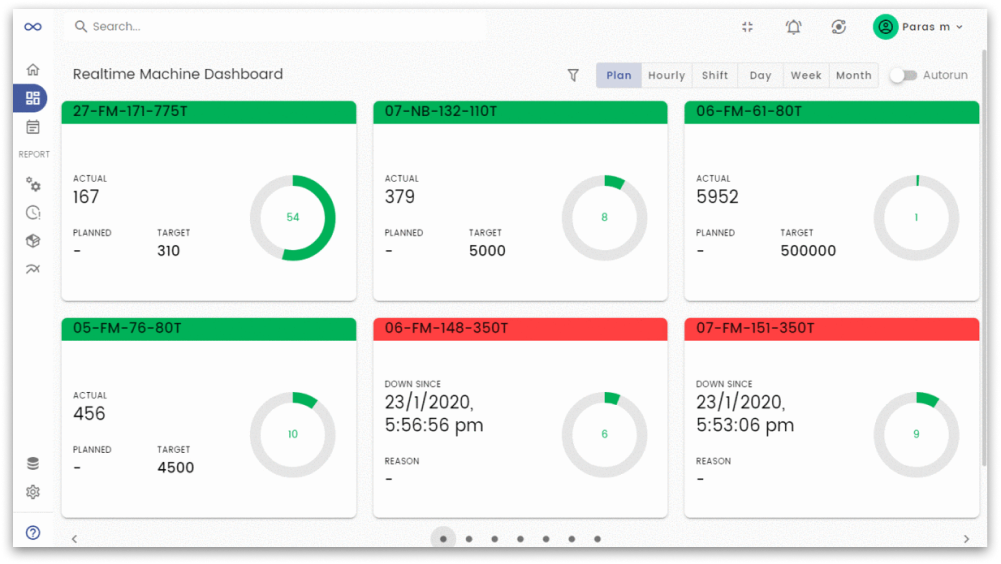 Search...
Paras m
Realtime Machine Dashboard
Plan Hourly Shift Day Week Month Autorun
REPORT
27-FM-171-775T
ACTUAL
167
PLANNED TARGET
- 310
54
07-NB-132-110T
ACTUAL
379
PLANNED TARGET
- 5000
8
06-FM-61-80T
ACTUAL
5952
PLANNED TARGET
- 500000
1
05-FM-76-80T
ACTUAL
456
PLANNED TARGET
- 4500
10
06-FM-148-350T
DOWN SINCE
23/1/2020,
5:56:56 pm
REASON
-
6
07-FM-151-350T
DOWN SINCE
23/1/2020,
5:53:06 pm
REASON
-
9